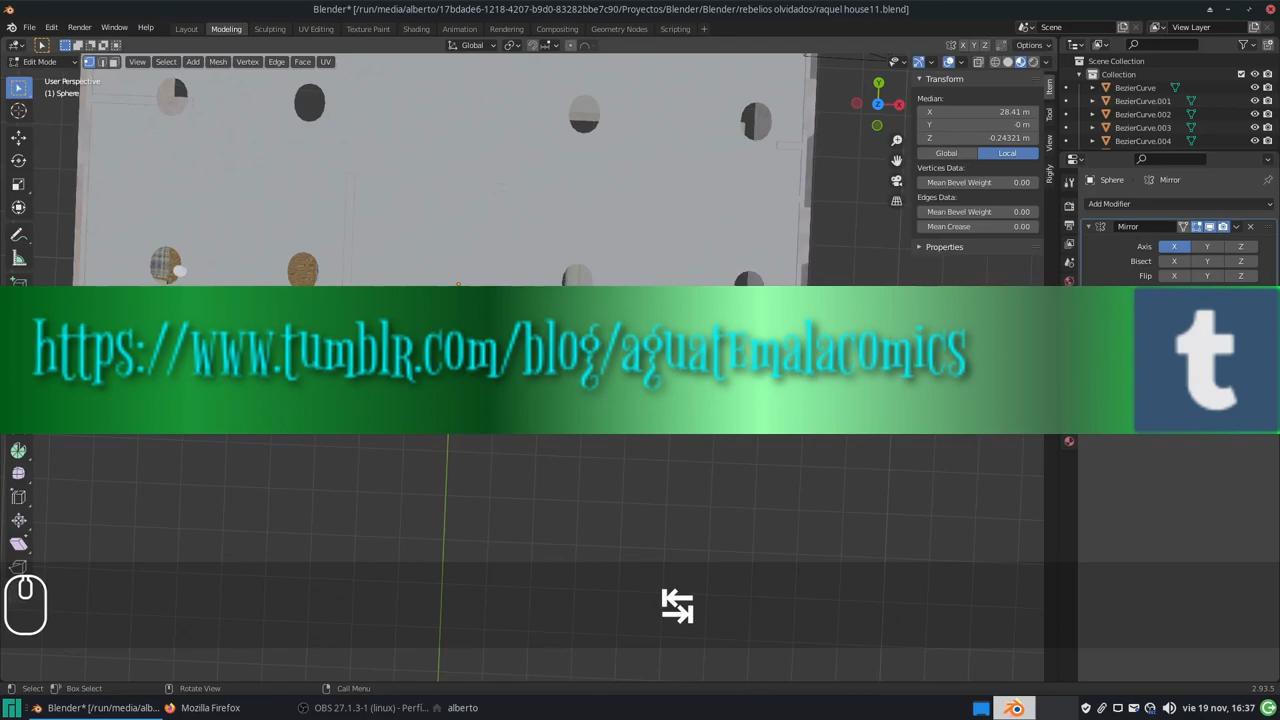 Blender* [/run/media/alberto/17bdade6-1218-4207-b9d0-83282bbe7c90/Proyectos/Blender/Blender/rebelios olvidados/raquel house11.blend]
File Edit Render Window Help Layout Modeling Sculpting UV Editing Texture Paint Shading Animation Rendering Compositing Geometry Nodes Scripting + Scene View Layer
Global X Y Z Options
Edit Mode View Select Add Mesh Vertex Edge Face UV
User Perspective
(1) Sphere
Y
X
Z
Transform
Median:
X 28.41 m
Y -0 m
Z -0.24321 m
Global Local
Vertices Data:
Mean Bevel Weight 0.00
Edges Data:
Mean Bevel Weight 0.00
Mean Crease 0.00
Properties
Item
Tool
View
Rigify
Scene Collection
Collection
BezierCurve
BezierCurve.001
BezierCurve.002
BezierCurve.003
BezierCurve.004
Sphere Mirror
Add Modifier
Mirror
Axis X Y Z
Bisect X Y Z
Flip X Y Z
https://www.tumblr.com/blog/aguatemalacomics
t
Select Box Select Rotate View Call Menu 2.93.5
Blender* [/run/media/alb... Mozilla Firefox OBS 27.1.3-1 (linux) - Perfi... alberto vie 19 nov, 16:37